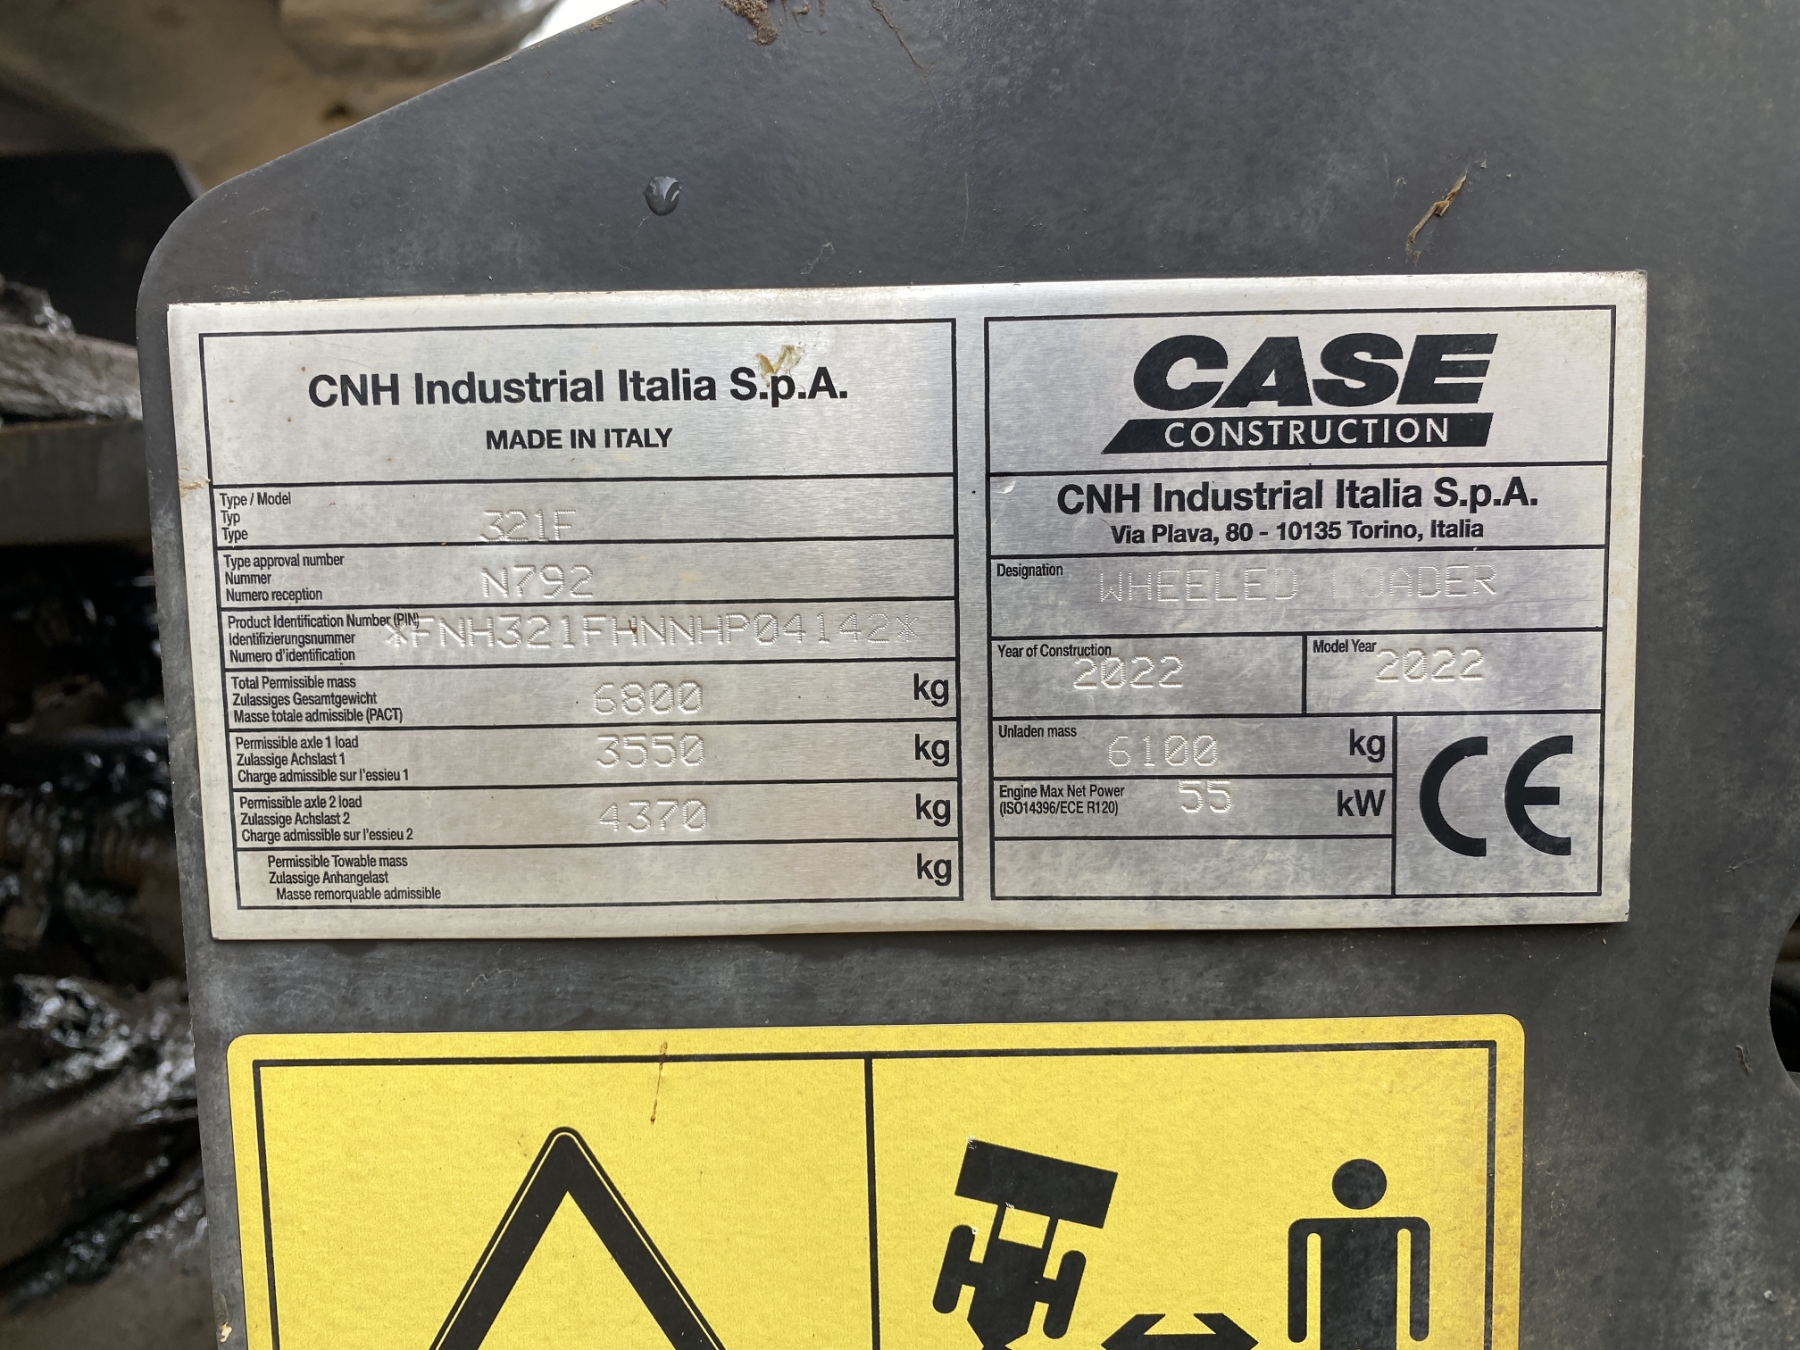 CNH Industrial Italia S.p.A.
MADE IN ITALY
Type / Model
Typ
Type
321F
Type approval number
Nummer
Numero reception
N792
Product Identification Number (PIN)
Identifizierungsnummer
Numero d'identification
*FNH321FHNNHP04142*
Total Permissible mass
Zulassiges Gesamtgewicht
Masse totale admissible (PACT)
6800 kg
Permissible axle 1 load
Zulassige Achslast 1
Charge admissible sur l'essieu 1
3550 kg
Permissible axle 2 load
Zulassige Achslast 2
Charge admissible sur l'essieu 2
4370 kg
Permissible Towable mass
Zulassige Anhangelast
Masse remorquable admissible
kg
CASE
CONSTRUCTION
CNH Industrial Italia S.p.A.
Via Plava, 80 - 10135 Torino, Italia
Designation
WHEELED LOADER
Year of Construction
2022
Model Year
2022
Unladen mass
6100 kg
Engine Max Net Power
(ISO14396/ECE R120)
55 kW
CE